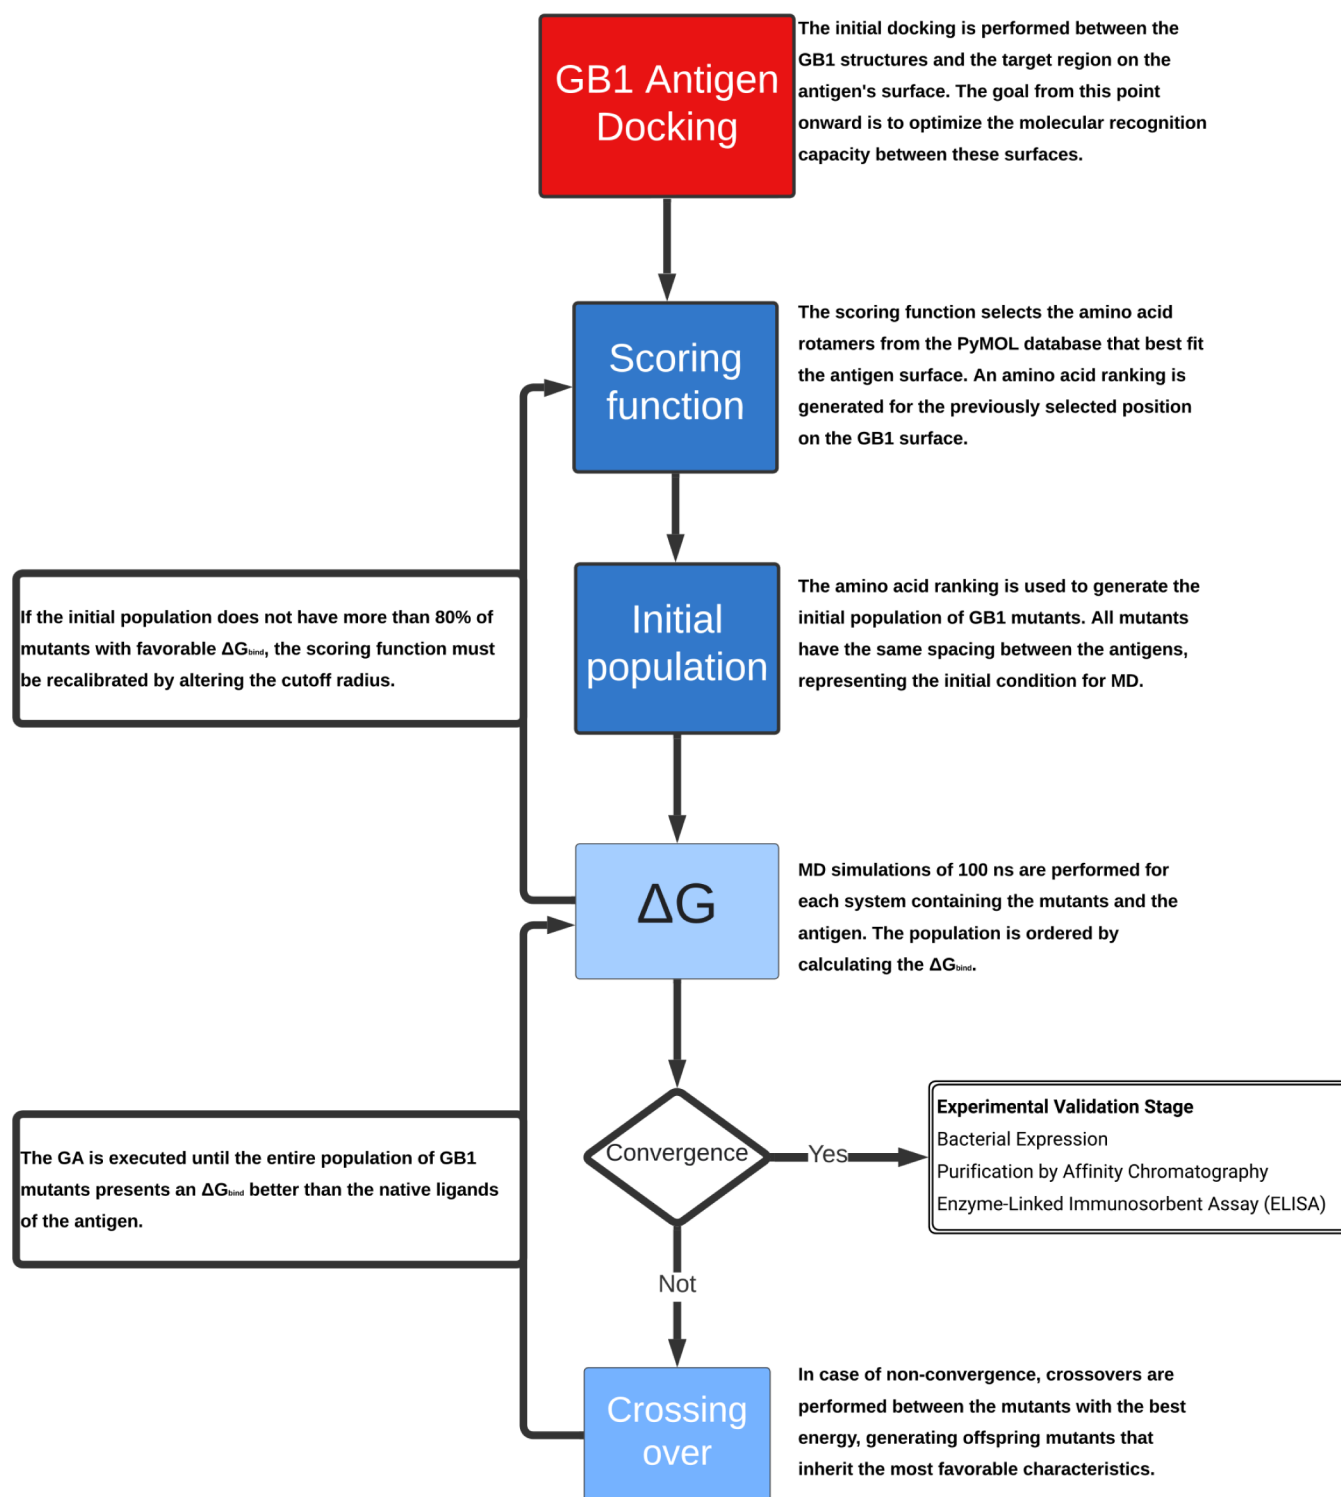 GB1 Antigen
Docking
The initial docking is performed between the
GB1 structures and the target region on the
antigen's surface. The goal from this point
onward is to optimize the molecular recognition
capacity between these surfaces.
Scoring
function
The scoring function selects the amino acid
rotamers from the PyMOL database that best fit
the antigen surface. An amino acid ranking is
generated for the previously selected position
on the GB1 surface.
If the initial population does not have more than 80% of
mutants with favorable ΔGbind, the scoring function must
be recalibrated by altering the cutoff radius.
Initial
population
The amino acid ranking is used to generate the
initial population of GB1 mutants. All mutants
have the same spacing between the antigens,
representing the initial condition for MD.
ΔG
MD simulations of 100 ns are performed for
each system containing the mutants and the
antigen. The population is ordered by
calculating the ΔGbind.
The GA is executed until the entire population of GB1
mutants presents an ΔGbind better than the native ligands
of the antigen.
Convergence
Yes
Experimental Validation Stage
Bacterial Expression
Purification by Affinity Chromatography
Enzyme-Linked Immunosorbent Assay (ELISA)
Not
Crossing
over
In case of non-convergence, crossovers are
performed between the mutants with the best
energy, generating offspring mutants that
inherit the most favorable characteristics.